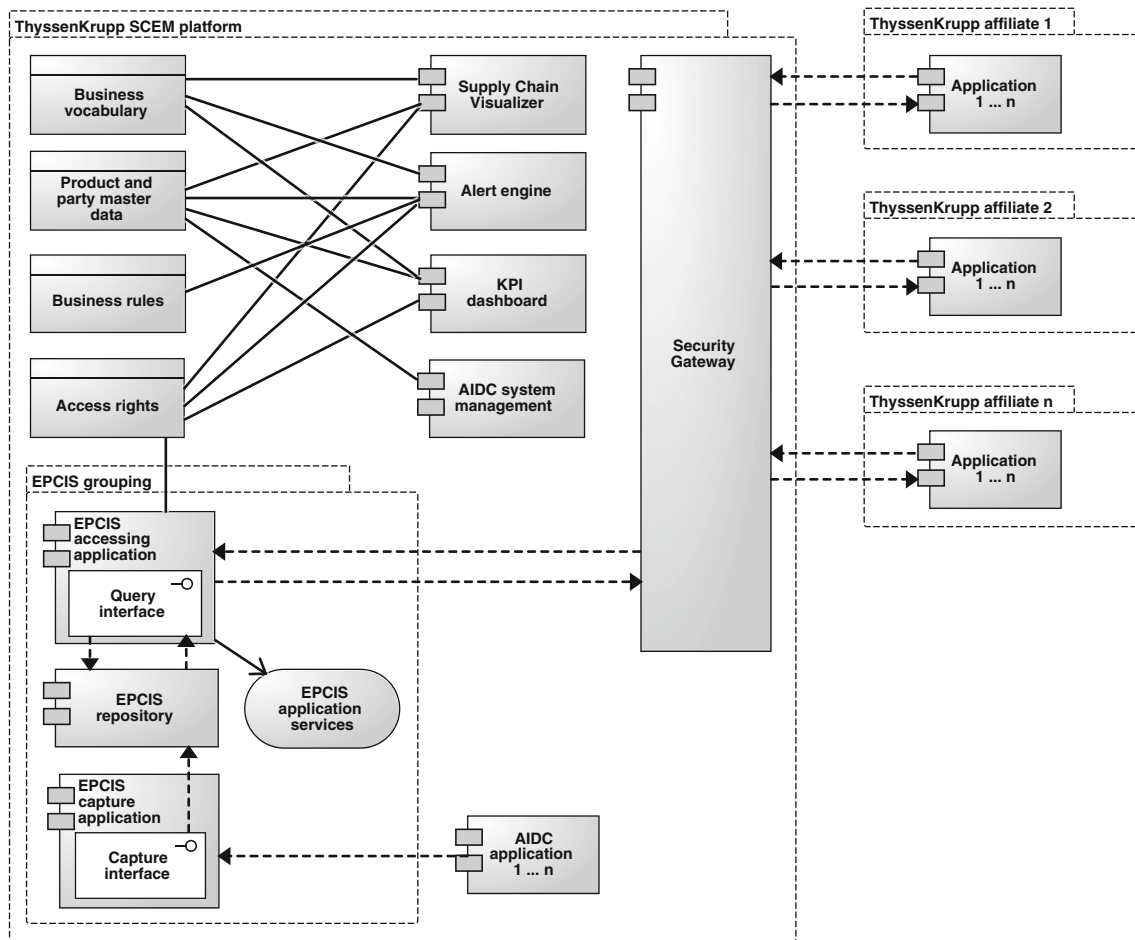 ThyssenKrupp SCEM platform
Business
vocabulary
Product and
party master
data
Business rules
Access rights
Supply Chain
Visualizer
Alert engine
KPI
dashboard
AIDC system
management
Security
Gateway
ThyssenKrupp affiliate 1
Application
1 ... n
ThyssenKrupp affiliate 2
Application
1 ... n
ThyssenKrupp affiliate n
Application
1 ... n
EPCIS grouping
EPCIS
accessing
application
Query
interface
EPCIS
repository
EPCIS
application
services
EPCIS
capture
application
Capture
interface
AIDC
application
1 ... n